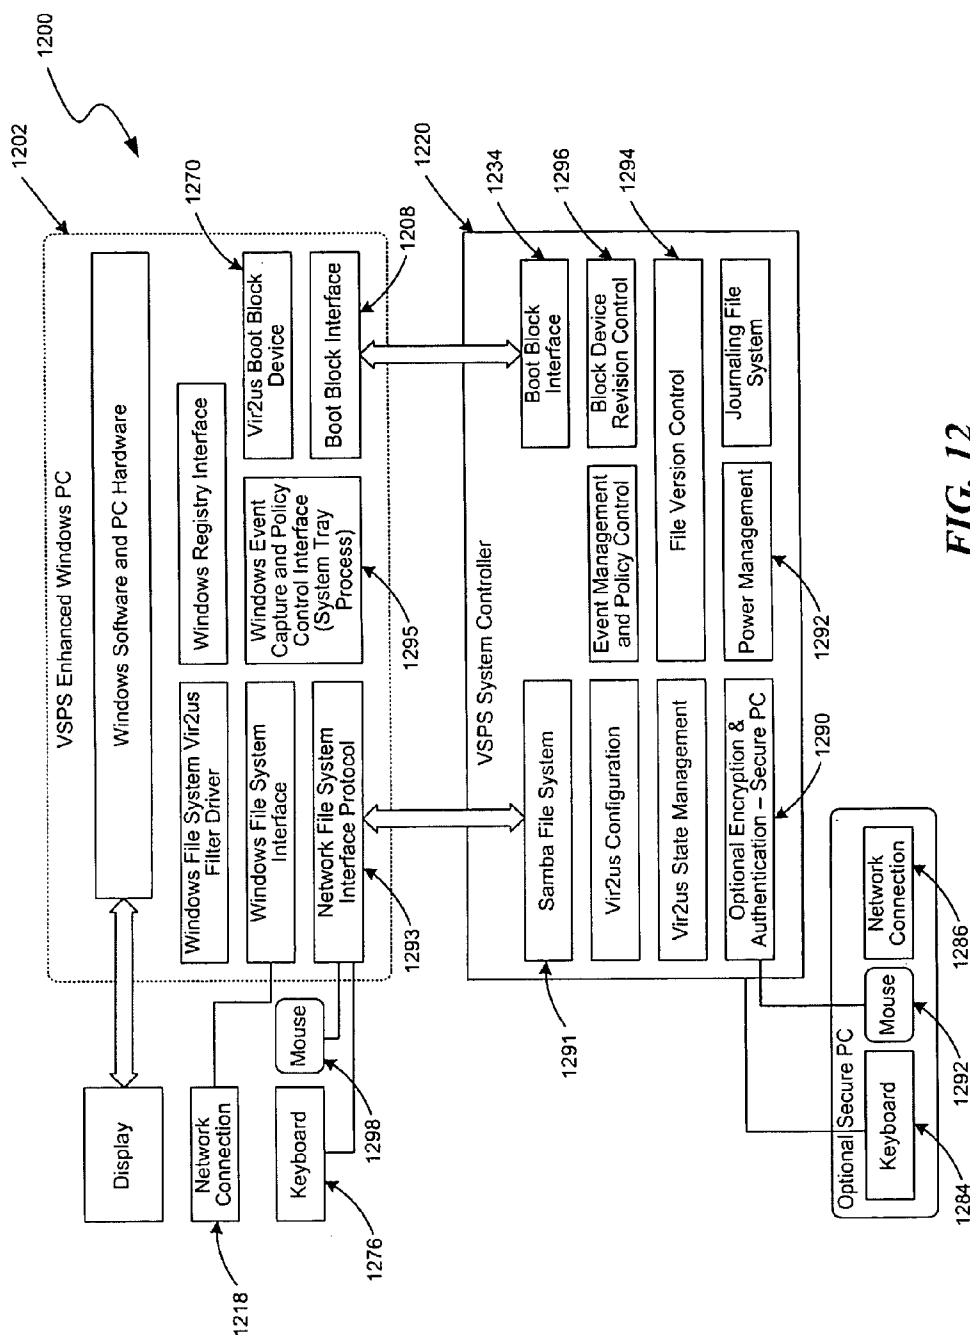 1200
1202
VSPS Enhanced Windows PC
Windows Software and PC Hardware
Display
Windows File System Vir2us
Filter Driver
Windows Registry Interface
Network
Connection
1218
Windows File System
Interface
Windows Event
Capture and Policy
Control Interface
(System Tray
Process)
1295
Vir2us Boot Block
Device
1270
Mouse
1298
Keyboard
1276
Network File System
Interface Protocol
1293
Boot Block Interface
1208
VSPS System Controller
1220
Samba File System
1291
Boot Block
Interface
1234
Vir2us Configuration
Event Management
and Policy Control
Block Device
Revision Control
1296
Vir2us State Management
File Version Control
1294
Optional Encryption &
Authentication – Secure PC
1290
Power Management
1292
Journaling File
System
Optional Secure PC
Keyboard
1284
Mouse
1292
Network
Connection
1286
FIG. 12